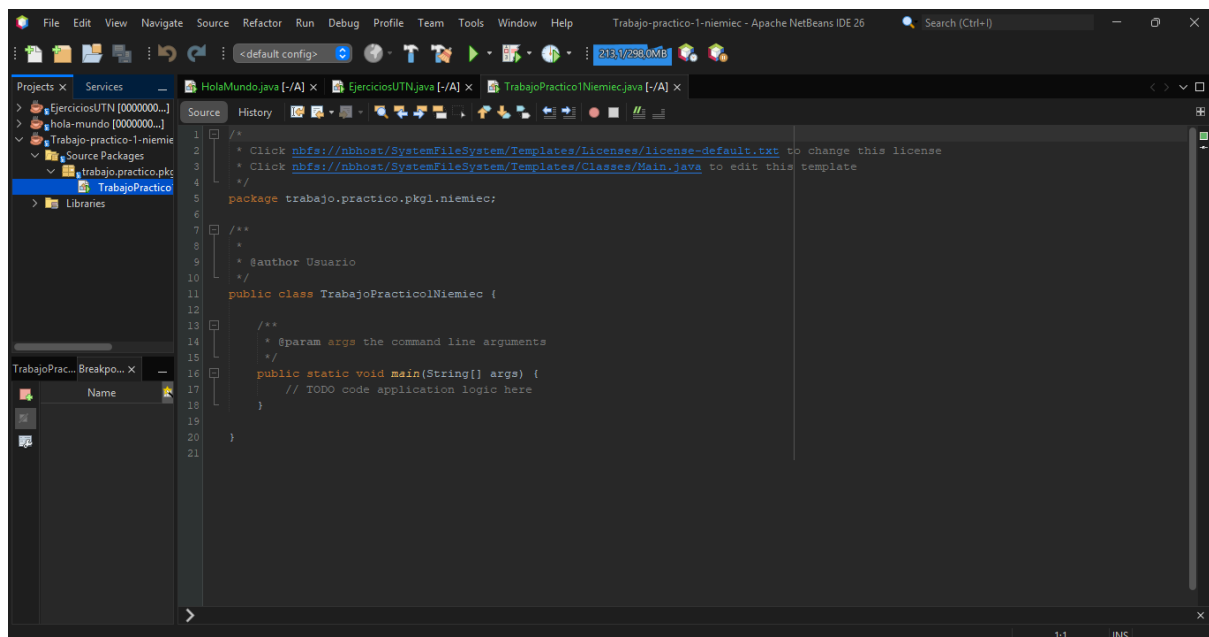 File Edit View Navigate Source Refactor Run Debug Profile Team Tools Window Help Trabajo-practico-1-niemiec - Apache NetBeans IDE 26 Search (Ctrl+I)
<default config> 213,1/298,0MB
Projects Services
HolaMundo.java [-/A] EjerciciosUTN.java [-/A] TrabajoPractico1Niemiec.java [-/A]
EjerciciosUTN [0000000...]
hola-mundo [0000000...]
Trabajo-practico-1-niemie
Source Packages
trabajo.practico.pkg
TrabajoPractico
Libraries
Source History
1 /*
2 * Click nbfs://nbhost/SystemFileSystem/Templates/Licenses/license-default.txt to change this license
3 * Click nbfs://nbhost/SystemFileSystem/Templates/Classes/Main.java to edit this template
4 */
5 package trabajo.practico.pkg1.niemiec;
6
7 /**
8 *
9 * @author Usuario
10 */
11 public class TrabajoPractico1Niemiec {
12
13 /**
14 * @param args the command line arguments
15 */
16 public static void main(String[] args) {
17 // TODO code application logic here
18 }
19
20 }
21
TrabajoPrac... Breakpo...
Name
1:1 INS